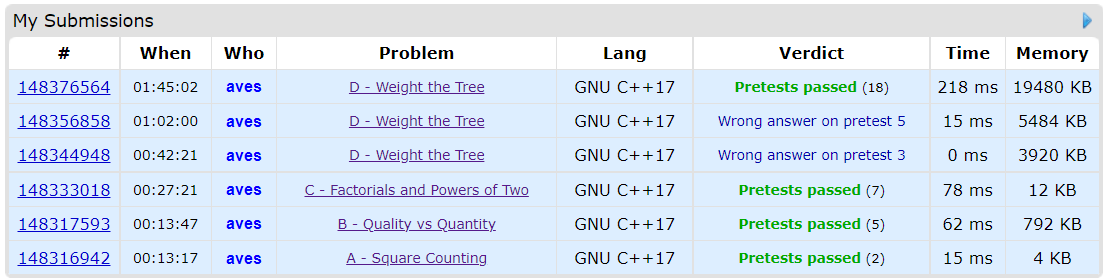 My Submissions
# When Who Problem Lang Verdict Time Memory
148376564 01:45:02 aves D - Weight the Tree GNU C++17 Pretests passed (18) 218 ms 19480 KB
148356858 01:02:00 aves D - Weight the Tree GNU C++17 Wrong answer on pretest 5 15 ms 5484 KB
148344948 00:42:21 aves D - Weight the Tree GNU C++17 Wrong answer on pretest 3 0 ms 3920 KB
148333018 00:27:21 aves C - Factorials and Powers of Two GNU C++17 Pretests passed (7) 78 ms 12 KB
148317593 00:13:47 aves B - Quality vs Quantity GNU C++17 Pretests passed (5) 62 ms 792 KB
148316942 00:13:17 aves A - Square Counting GNU C++17 Pretests passed (2) 15 ms 4 KB